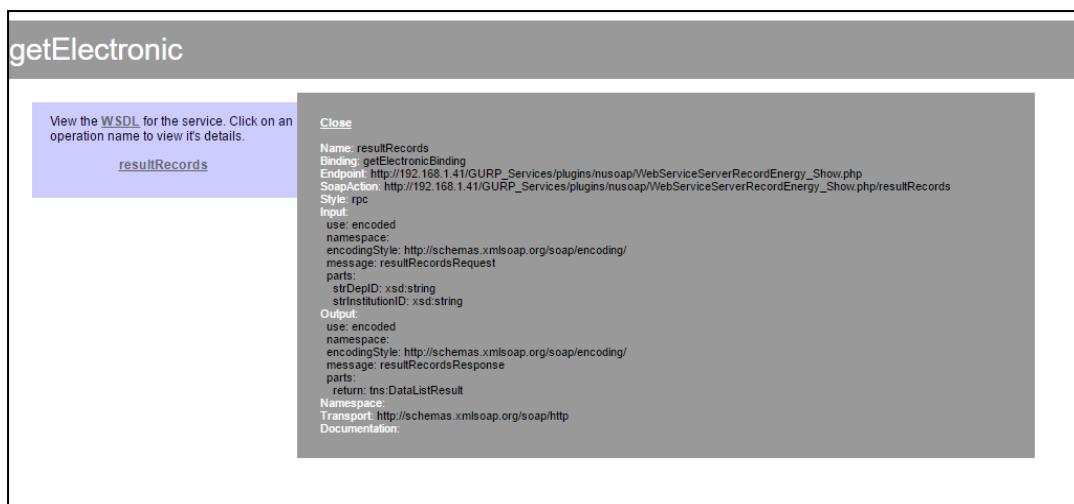 getElectronic
View the WSDL for the service. Click on an
operation name to view it's details.
resultRecords
Close
Name: resultRecords
Binding: getElectronicBinding
Endpoint: http://192.168.1.41/GURP_Services/plugins/nusoap/WebServiceServerRecordEnergy_Show.php
SoapAction: http://192.168.1.41/GURP_Services/plugins/nusoap/WebServiceServerRecordEnergy_Show.php/resultRecords
Style: rpc
Input:
use: encoded
namespace:
encodingStyle: http://schemas.xmlsoap.org/soap/encoding/
message: resultRecordsRequest
parts:
strDepID: xsd:string
strInstitutionID: xsd:string
Output:
use: encoded
namespace:
encodingStyle: http://schemas.xmlsoap.org/soap/encoding/
message: resultRecordsResponse
parts:
return: tns:DataListResult
Namespace:
Transport: http://schemas.xmlsoap.org/soap/http
Documentation: